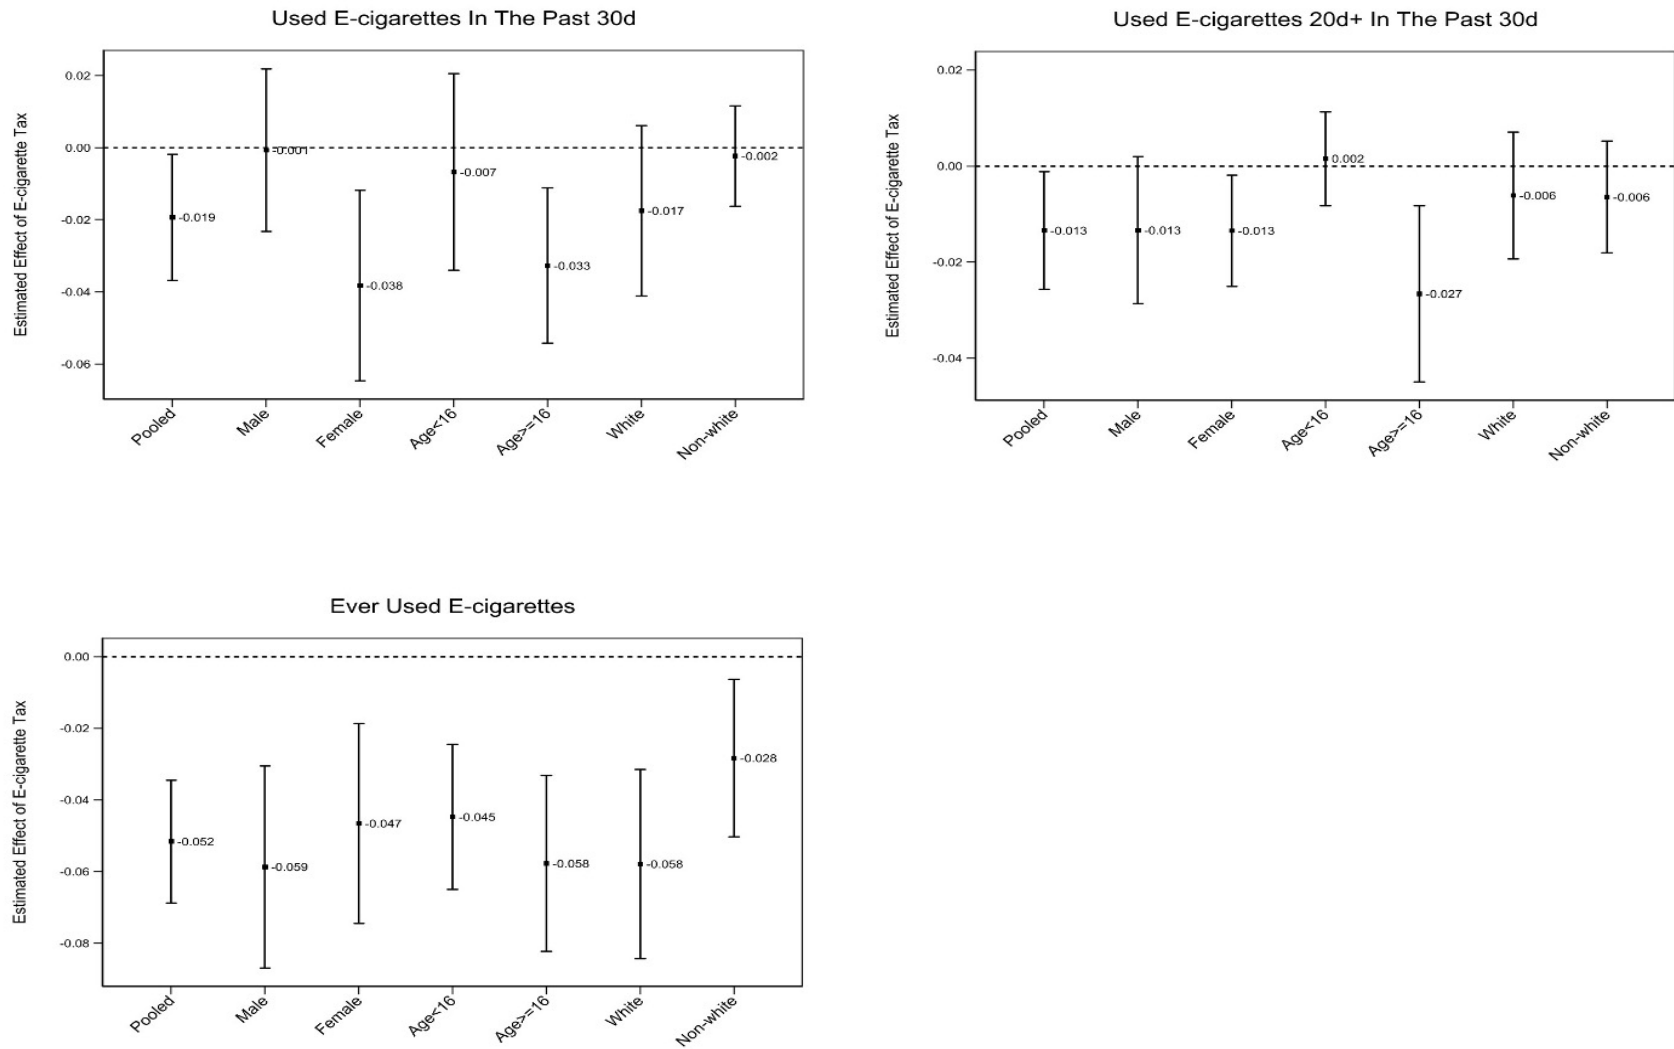 Used E-cigarettes In The Past 30d
Estimated Effect of E-cigarette Tax
0.02
0.00
-0.02
-0.04
-0.06
-0.019
-0.001
-0.038
-0.007
-0.033
-0.017
-0.002
Pooled
Male
Female
Age<16
Age>=16
White
Non-white
Used E-cigarettes 20d+ In The Past 30d
Estimated Effect of E-cigarette Tax
0.02
0.00
-0.02
-0.04
-0.013
-0.013
-0.013
0.002
-0.027
-0.006
-0.006
Pooled
Male
Female
Age<16
Age>=16
White
Non-white
Ever Used E-cigarettes
Estimated Effect of E-cigarette Tax
0.00
-0.02
-0.04
-0.06
-0.08
-0.052
-0.059
-0.047
-0.045
-0.058
-0.058
-0.028
Pooled
Male
Female
Age<16
Age>=16
White
Non-white